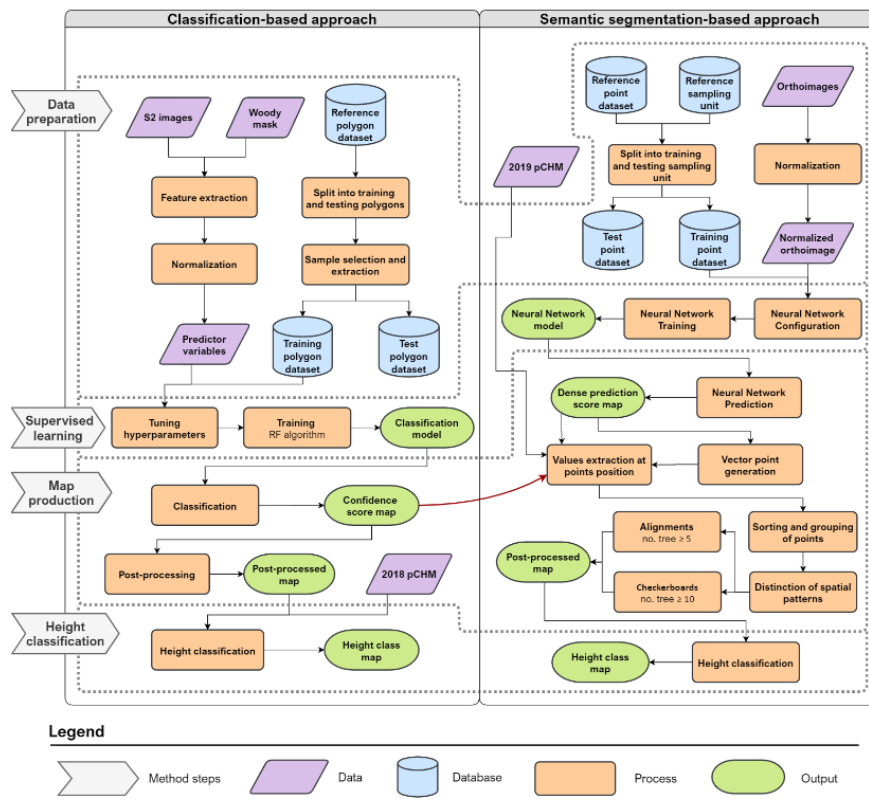 Classification-based approach
Semantic segmentation-based approach
Data
preparation
S2 images
Woody
mask
Reference
polygon
dataset
Feature extraction
Split into training
and testing polygons
Normalization
Sample selection and
extraction
Predictor
variables
Training
polygon
dataset
Test
polygon
dataset
2019 pCHM
Reference
point
dataset
Reference
sampling
unit
Orthoimages
Split into training
and testing sampling
unit
Normalization
Test
point
dataset
Training
point
dataset
Normalized
orthoimage
Neural Network
model
Neural Network
Training
Neural Network
Configuration
Supervised
learning
Tuning
hyperparameters
Training
RF algorithm
Classification
model
Dense prediction
score map
Neural Network
Prediction
Map
production
Classification
Confidence
score map
Values extraction at
points position
Vector point
generation
Post-processing
Post-processed
map
2018 pCHM
Alignments
no. tree ≥ 5
Sorting and grouping
of points
Post-processed
map
Checkerboards
no. tree ≥ 10
Distinction of spatial
patterns
Height
classification
Height classification
Height class
map
Height class
map
Height classification
Legend
Method steps
Data
Database
Process
Output